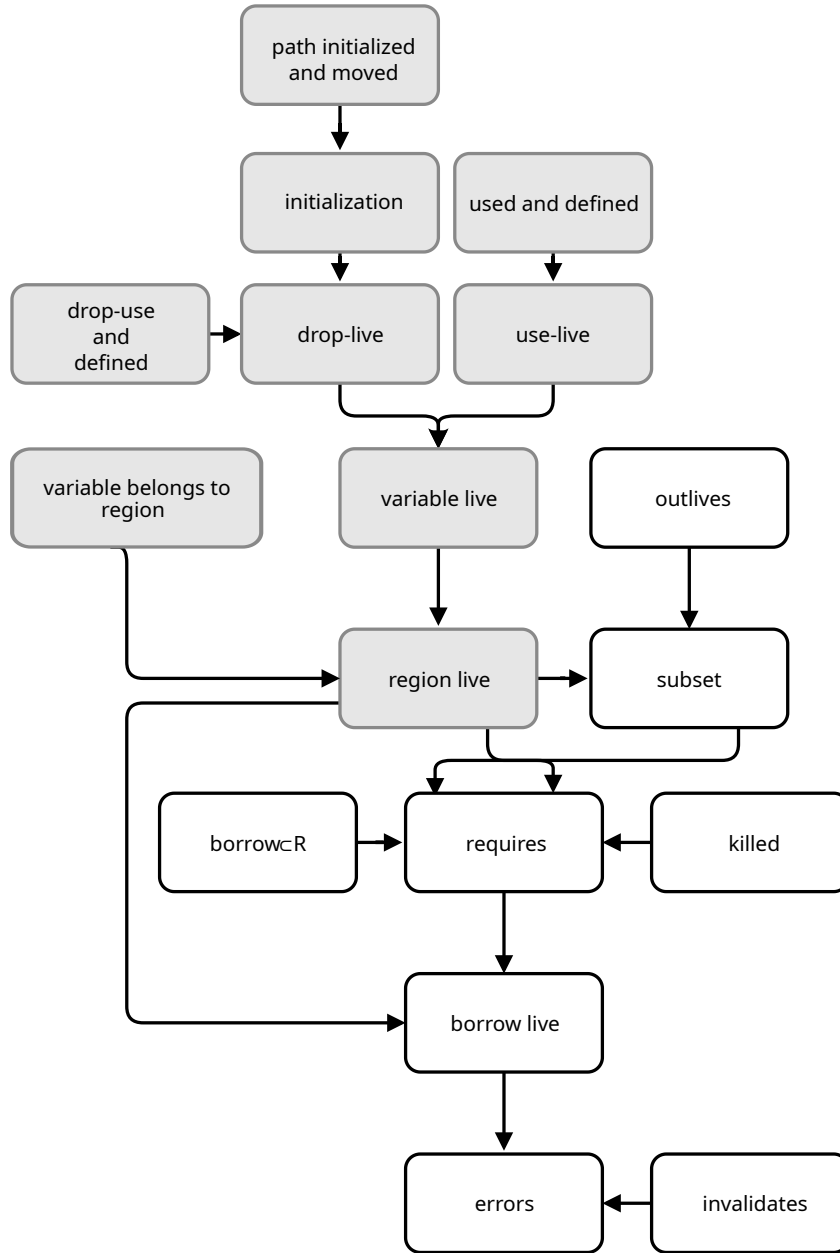 path initialized
and moved
initialization
used and defined
drop-use
and
defined
drop-live
use-live
variable belongs to
region
variable live
outlives
region live
subset
borrow⊂R
requires
killed
borrow live
errors
invalidates